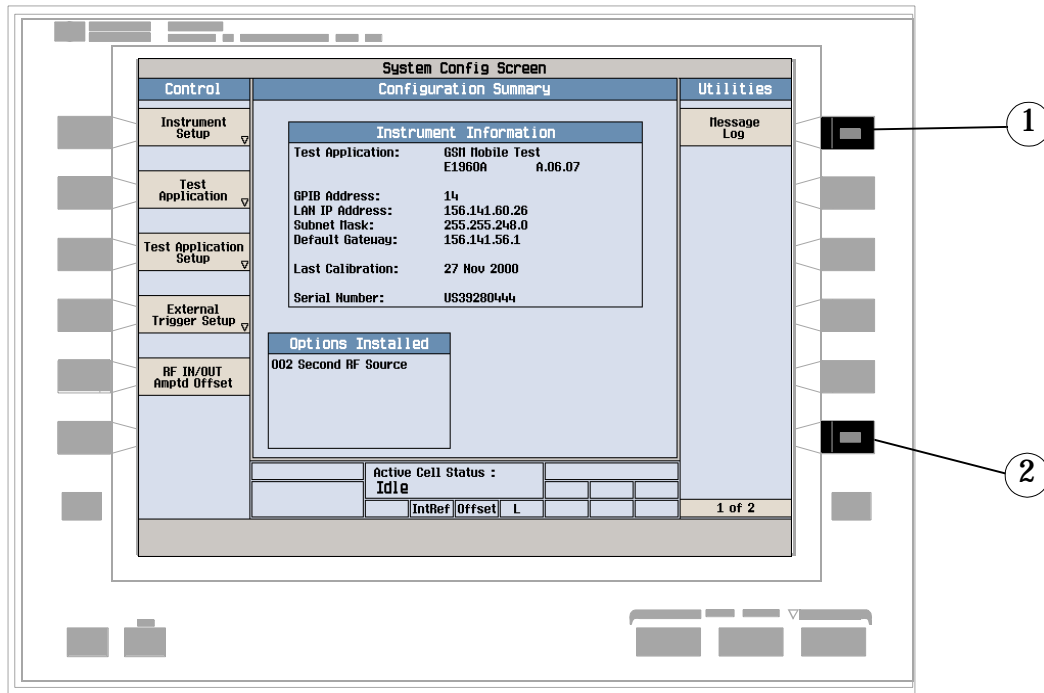 System Config Screen
Control
Configuration Summary
Utilities
Instrument
Setup
Test
Application
Test Application
Setup
External
Trigger Setup
RF IN/OUT
Amptd Offset
Instrument Information
Test Application: GSM Mobile Test
E1960A A.06.07
GPIB Address: 14
LAN IP Address: 156.141.60.26
Subnet Mask: 255.255.248.0
Default Gateway: 156.141.56.1
Last Calibration: 27 Nov 2000
Serial Number: US39280444
Options Installed
002 Second RF Source
Active Cell Status :
Idle
IntRef Offset L
Message
Log
1 of 2
1
2